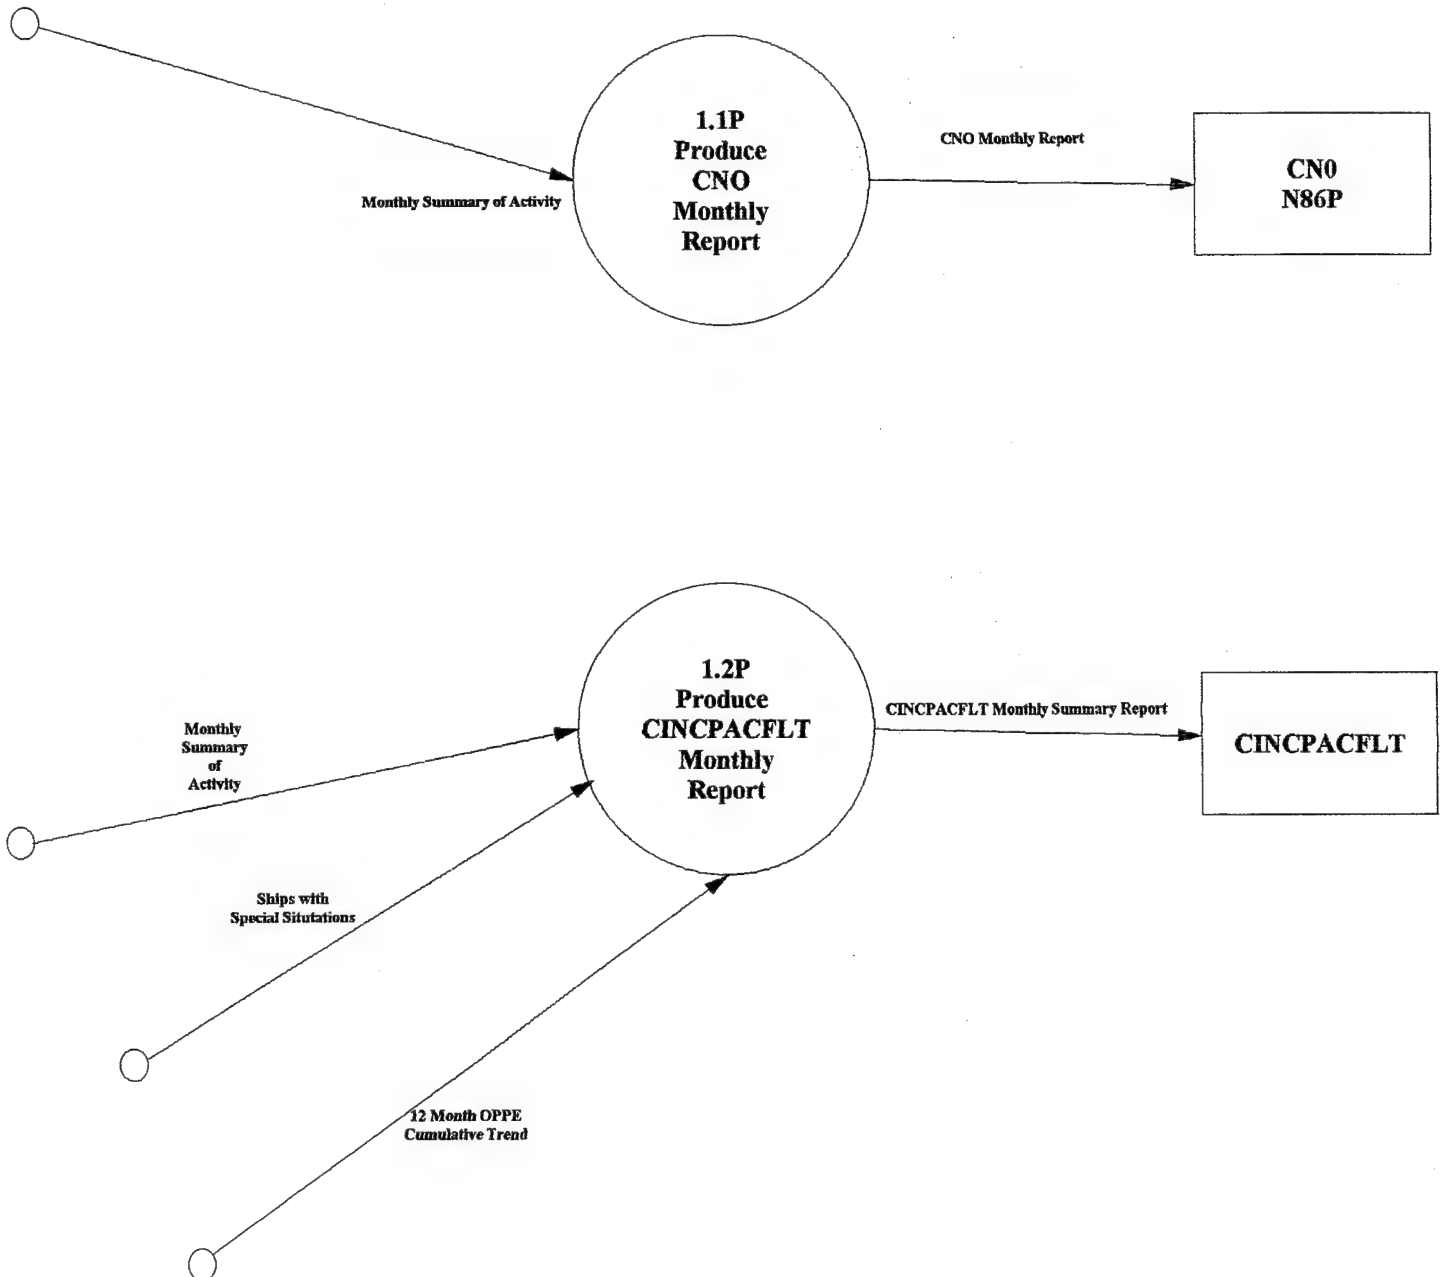 1.1P
Produce
CNO
Monthly
Report
CNO Monthly Report
CN0
N86P
Monthly Summary of Activity
1.2P
Produce
CINCPACFLT
Monthly
Report
CINCPACFLT Monthly Summary Report
CINCPACFLT
Monthly
Summary
of
Activity
Ships with
Special Situtations
12 Month OPPE
Cumulative Trend